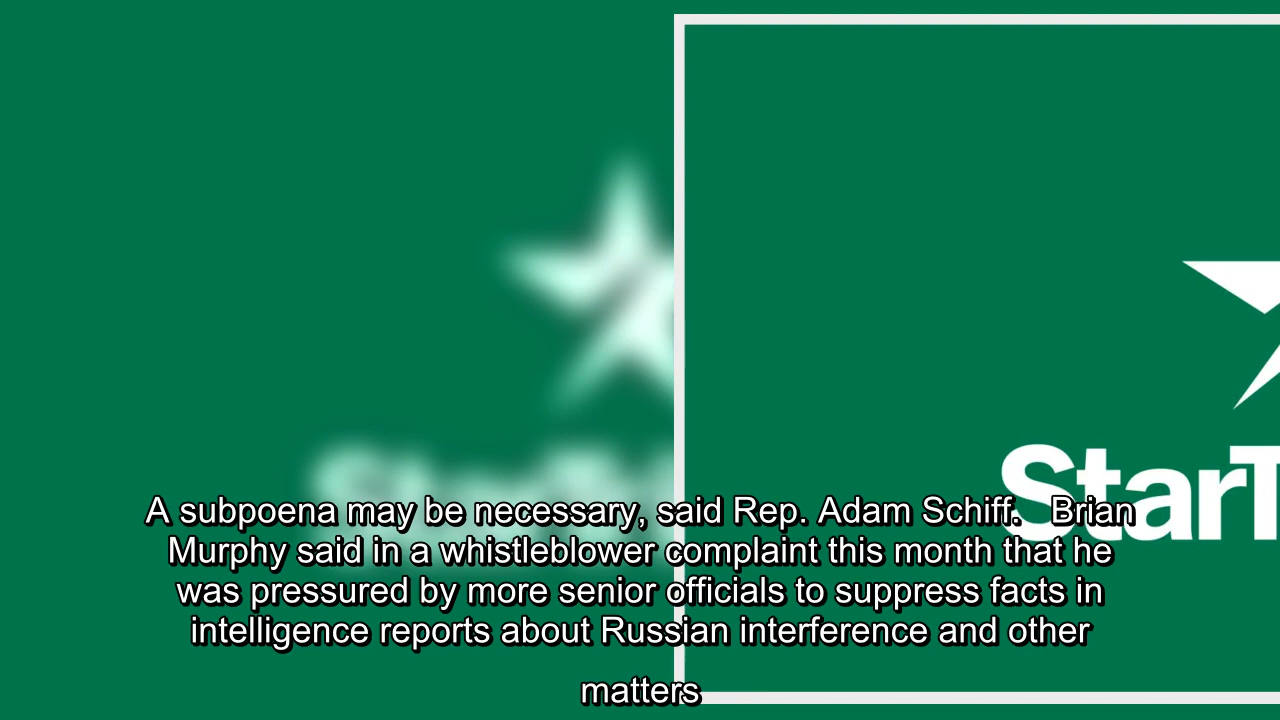 StarT
A subpoena may be necessary, said Rep. Adam Schiff. Brian
Murphy said in a whistleblower complaint this month that he
was pressured by more senior officials to suppress facts in
intelligence reports about Russian interference and other
matters